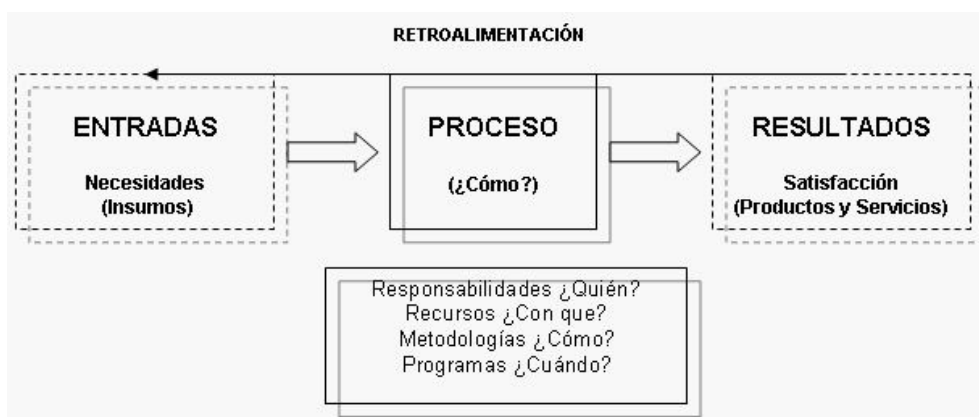 RETROALIMENTACIÓN
ENTRADAS
Necesidades
(Insumos)
PROCESO
(¿Cómo?)
RESULTADOS
Satisfacción
(Productos y Servicios)
Responsabilidades ¿Quién?
Recursos ¿Con que?
Metodologías ¿Cómo?
Programas ¿Cuándo?